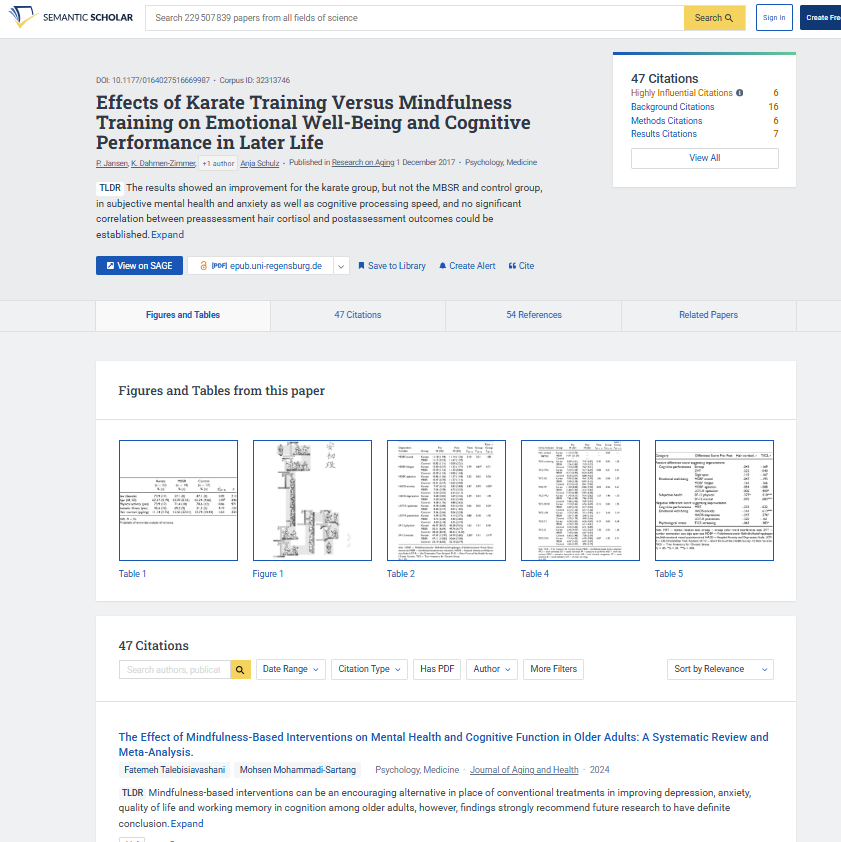 SEMANTIC SCHOLAR
Search 229 507 839 papers from all fields of science
Search
Sign In
Create Fre
DOI: 10.1177/0164027516669987 · Corpus ID: 32313746
Effects of Karate Training Versus Mindfulness
Training on Emotional Well-Being and Cognitive
Performance in Later Life
P. Jansen, K. Dahmen-Zimmer, +1 author Anja Schulz · Published in Research on Aging 1 December 2017 · Psychology, Medicine
TLDR The results showed an improvement for the karate group, but not the MBSR and control group,
in subjective mental health and anxiety as well as cognitive processing speed, and no significant
correlation between preassessment hair cortisol and postassessment outcomes could be
established. Expand
View on SAGE
[PDF] epub.uni-regensburg.de
Save to Library
Create Alert
Cite
47 Citations
Highly Influential Citations 6
Background Citations 16
Methods Citations 6
Results Citations 7
View All
Figures and Tables
47 Citations
54 References
Related Papers
Figures and Tables from this paper
Table 1
Figure 1
Table 2
Table 4
Table 5
47 Citations
Search authors, publicat
Date Range
Citation Type
Has PDF
Author
More Filters
Sort by Relevance
The Effect of Mindfulness-Based Interventions on Mental Health and Cognitive Function in Older Adults: A Systematic Review and
Meta-Analysis.
Fatemeh Talebisiavashani Mohsen Mohammadi-Sartang Psychology, Medicine · Journal of Aging and Health · 2024
TLDR Mindfulness-based interventions can be an encouraging alternative in place of conventional treatments in improving depression, anxiety,
quality of life and working memory in cognition among older adults, however, findings strongly recommend future research to have definite
conclusion. Expand